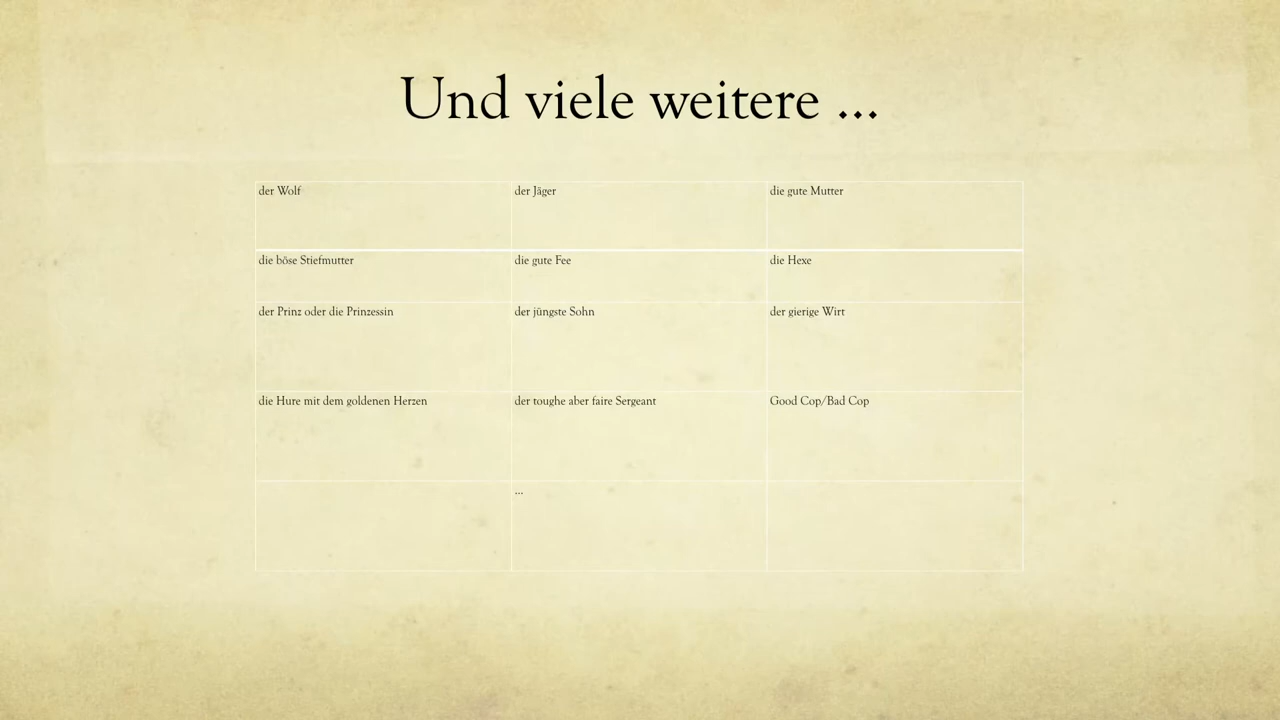 Und viele weitere ...
der Wolf
der Jäger
die gute Mutter
die böse Stiefmutter
die gute Fee
die Hexe
der Prinz oder die Prinzessin
der jüngste Sohn
der gierige Wirt
die Hure mit dem goldenen Herzen
der toughe aber faire Sergeant
Good Cop/Bad Cop
...